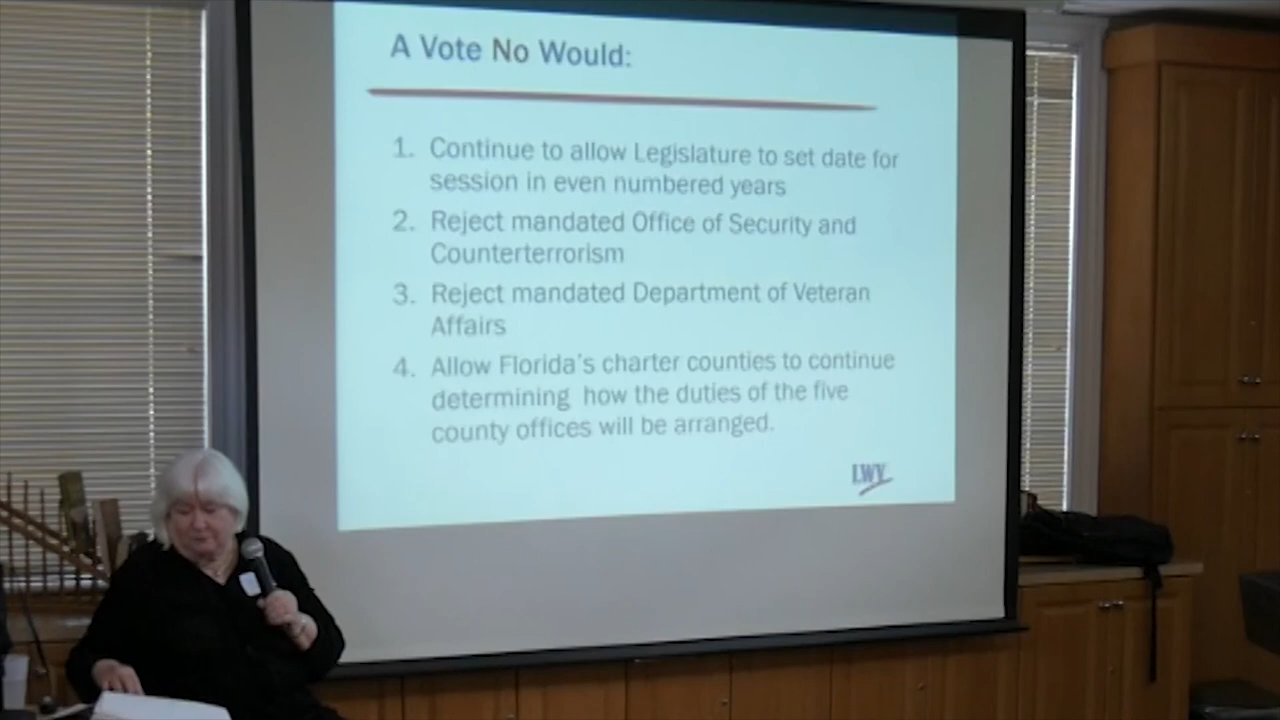 A Vote No Would:
1. Continue to allow Legislature to set date for
session in even numbered years
2. Reject mandated Office of Security and
Counterterrorism
3. Reject mandated Department of Veteran
Affairs
4. Allow Florida's charter counties to continue
determining how the duties of the five
county offices will be arranged.
LWV